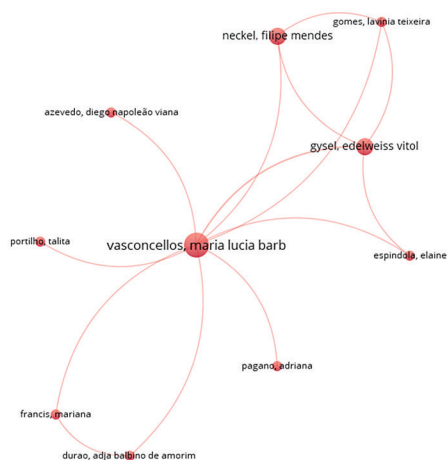 gomes, lavinia teixeira
neckel, filipe mendes
azevedo, diego napoleão viana
gysel, edelweiss vitol
vasconcellos, maria lucia barb
portilho, talita
espindola, elaine
pagano, adriana
francis, mariana
durao, adja balbino de amorim